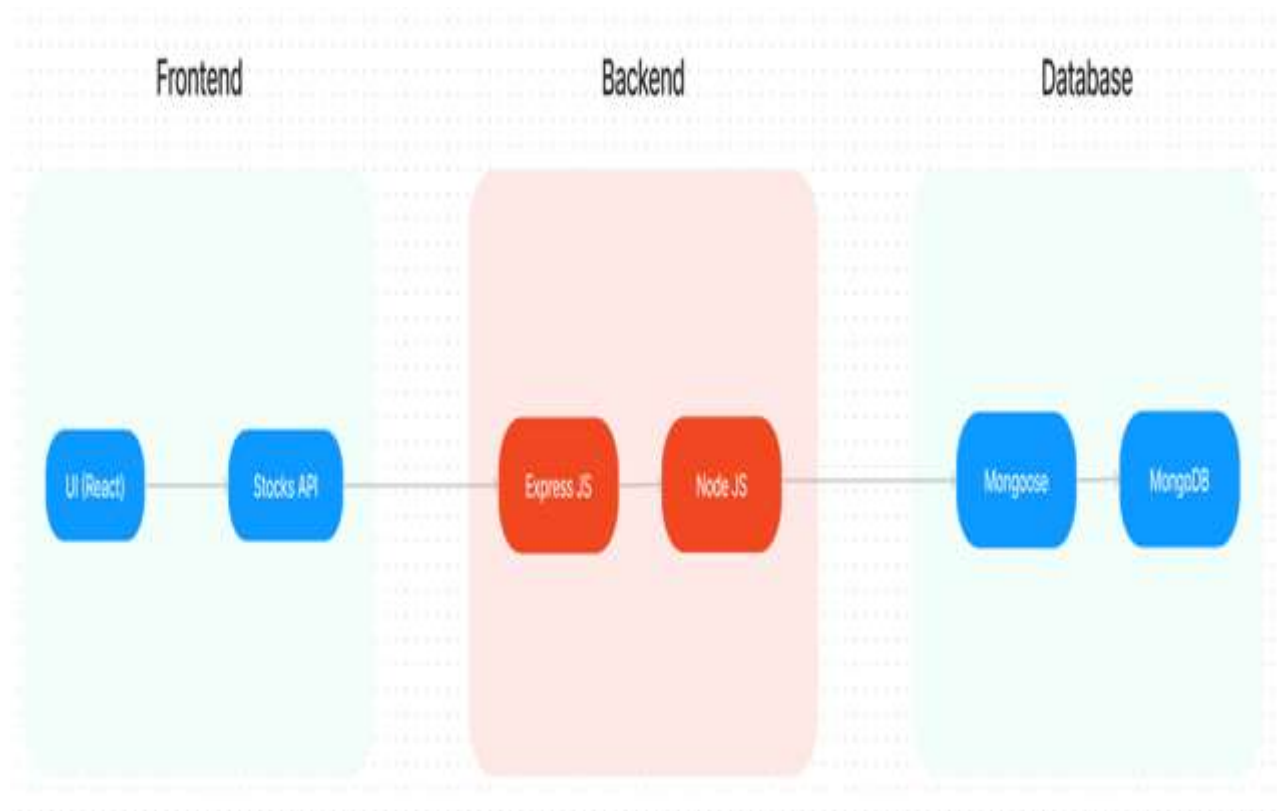 Frontend
Backend
Database
UI (React)
Stocks API
Express JS
Node JS
Mongoose
MongoDB